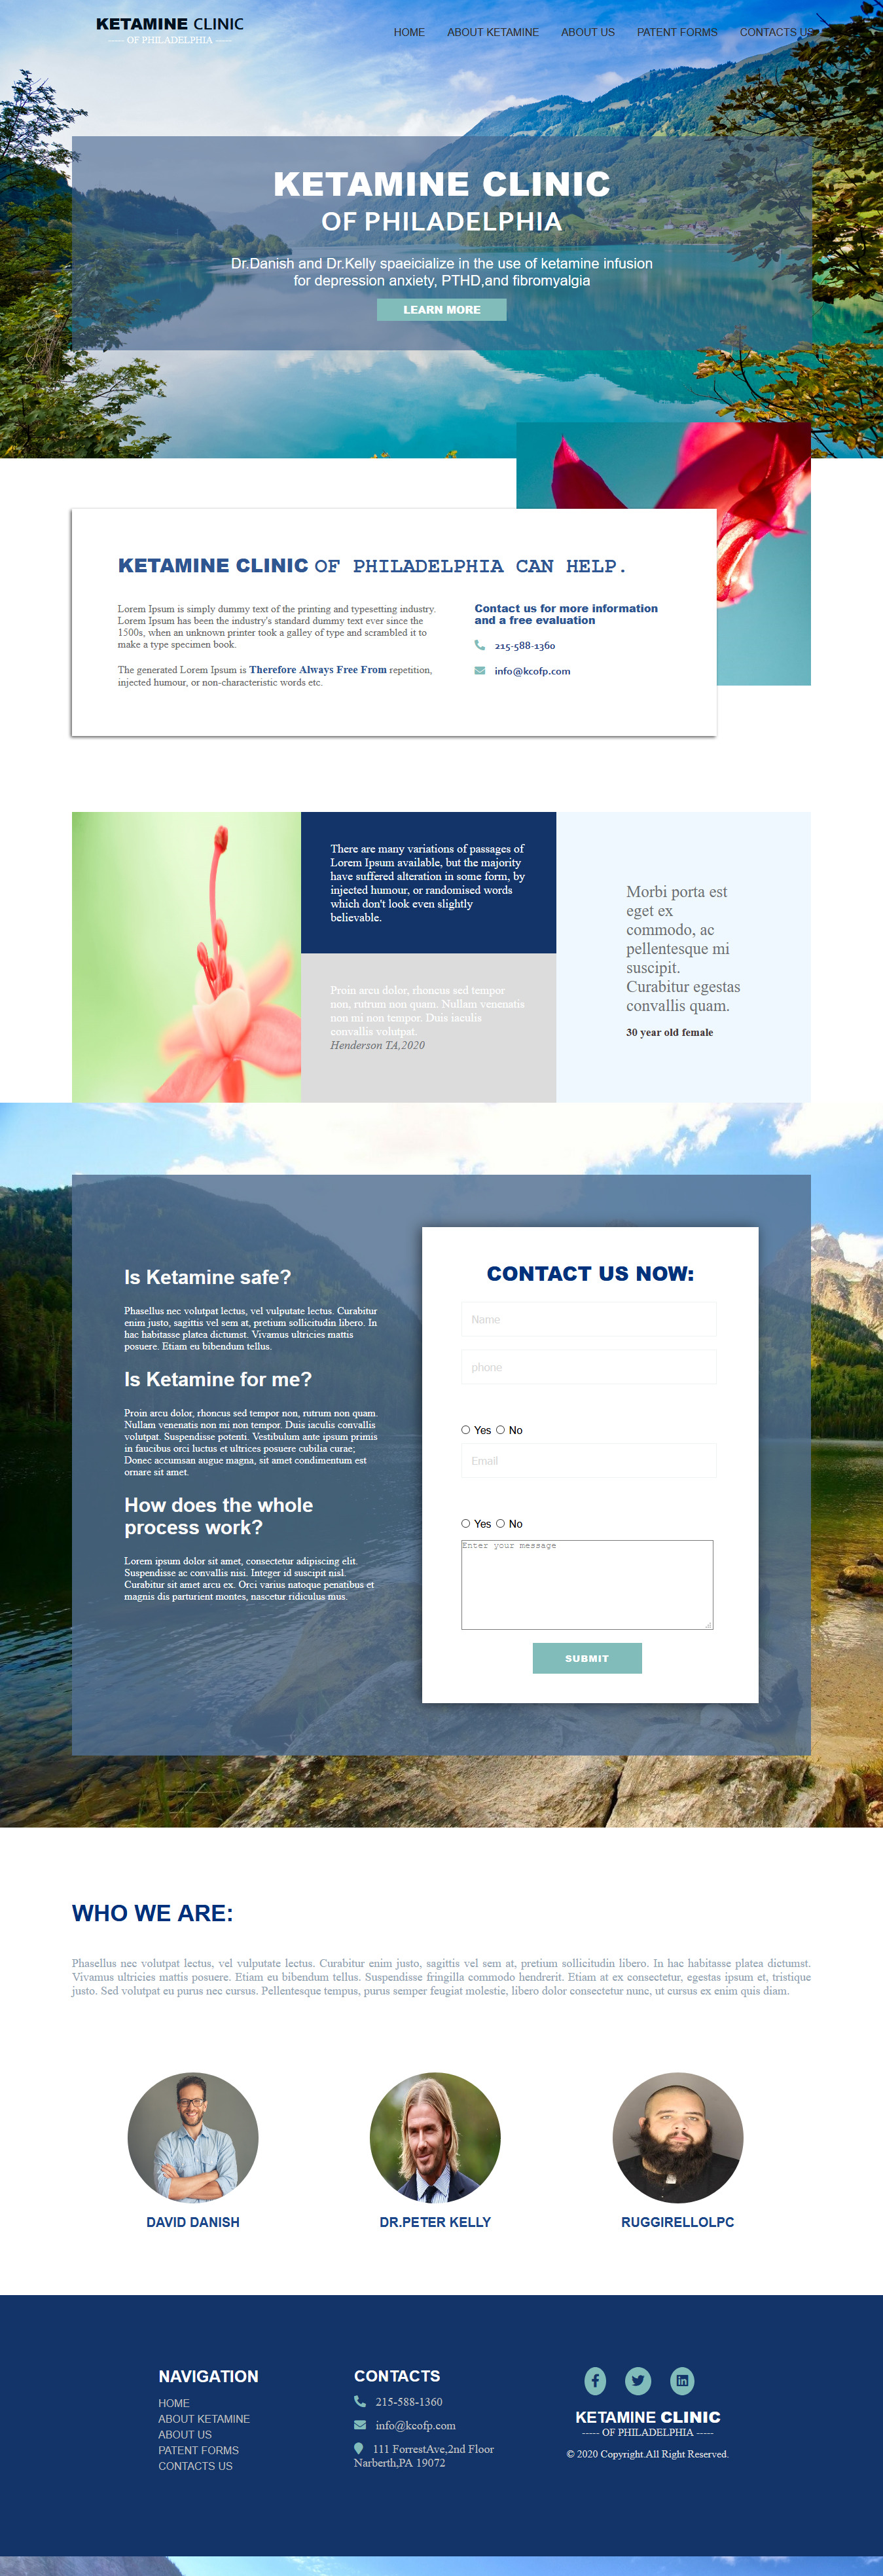 KETAMINE CLINIC
----- OF PHILADELPHIA -----
HOME ABOUT KETAMINE ABOUT US PATENT FORMS CONTACTS US
KETAMINE CLINIC
OF PHILADELPHIA
Dr.Danish and Dr.Kelly spaeicialize in the use of ketamine infusion
for depression anxiety, PTHD,and fibromyalgia
LEARN MORE
KETAMINE CLINIC OF PHILADELPHIA CAN HELP.
Lorem Ipsum is simply dummy text of the printing and typesetting industry.
Lorem Ipsum has been the industry's standard dummy text ever since the
1500s, when an unknown printer took a galley of type and scrambled it to
make a type specimen book.
The generated Lorem Ipsum is Therefore Always Free From repetition,
injected humour, or non-characteristic words etc.
Contact us for more information
and a free evaluation
215-588-1360
info@kcofp.com
There are many variations of passages of
Lorem Ipsum available, but the majority
have suffered alteration in some form, by
injected humour, or randomised words
which don't look even slightly
believable.
Proin arcu dolor, rhoncus sed tempor
non, rutrum non quam. Nullam venenatis
non mi non tempor. Duis iaculis
convallis volutpat.
Henderson TA,2020
Morbi porta est
eget ex
commodo, ac
pellentesque mi
suscipit.
Curabitur egestas
convallis quam.
30 year old female
Is Ketamine safe?
Phasellus nec volutpat lectus, vel vulputate lectus. Curabitur
enim justo, sagittis vel sem at, pretium sollicitudin libero. In
hac habitasse platea dictumst. Vivamus ultricies mattis
posuere. Etiam eu bibendum tellus.
Is Ketamine for me?
Proin arcu dolor, rhoncus sed tempor non, rutrum non quam.
Nullam venenatis non mi non tempor. Duis iaculis convallis
volutpat. Suspendisse potenti. Vestibulum ante ipsum primis
in faucibus orci luctus et ultrices posuere cubilia curae;
Donec accumsan augue magna, sit amet condimentum est
ornare sit amet.
How does the whole
process work?
Lorem ipsum dolor sit amet, consectetur adipiscing elit.
Suspendisse ac convallis nisi. Integer id suscipit nisl.
Curabitur sit amet arcu ex. Orci varius natoque penatibus et
magnis dis parturient montes, nascetur ridiculus mus.
CONTACT US NOW:
Name
phone
Yes No
Email
Yes No
Enter your message
SUBMIT
WHO WE ARE:
Phasellus nec volutpat lectus, vel vulputate lectus. Curabitur enim justo, sagittis vel sem at, pretium sollicitudin libero. In hac habitasse platea dictumst.
Vivamus ultricies mattis posuere. Etiam eu bibendum tellus. Suspendisse fringilla commodo hendrerit. Etiam at ex consectetur, egestas ipsum et, tristique
justo. Sed volutpat eu purus nec cursus. Pellentesque tempus, purus semper feugiat molestie, libero dolor consectetur nunc, ut cursus ex enim quis diam.
DAVID DANISH
DR.PETER KELLY
RUGGIRELLOLPC
NAVIGATION
HOME
ABOUT KETAMINE
ABOUT US
PATENT FORMS
CONTACTS US
CONTACTS
215-588-1360
info@kcofp.com
111 ForrestAve,2nd Floor
Narberth,PA 19072
KETAMINE CLINIC
----- OF PHILADELPHIA -----
© 2020 Copyright.All Right Reserved.